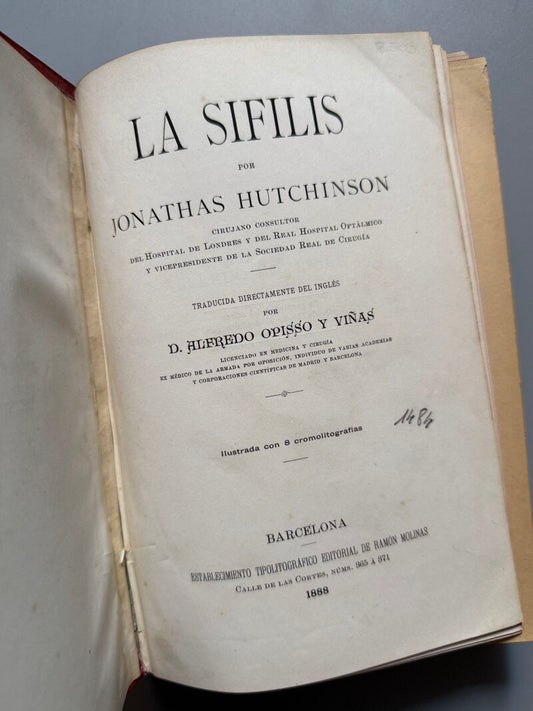 LA SIFILIS
POR
JONATHAS HUTCHINSON
CIRUJANO CONSULTOR
DEL HOSPITAL DE LONDRES Y DEL REAL HOSPITAL OFTÁLMICO
Y VICEPRESIDENTE DE LA SOCIEDAD REAL DE CIRUGÍA
TRADUCIDA DIRECTAMENTE DEL INGLÉS
POR
D. ALFREDO OPISSO Y VIÑAS
LICENCIADO EN MEDICINA Y CIRUGÍA
EX MÉDICO DE LA ARMADA POR OPOSICIÓN, INDIVIDUO DE VARIAS ACADEMIAS
Y CORPORACIONES CIENTÍFICAS DE MADRID Y BARCELONA
Ilustrada con 8 cromolitografías
1484
BARCELONA
ESTABLECIMIENTO TIPOLITOGRÁFICO EDITORIAL DE RAMÓN MOLINAS
CALLE DE LAS CORTES, NÚMS. 365 Á 371
1888